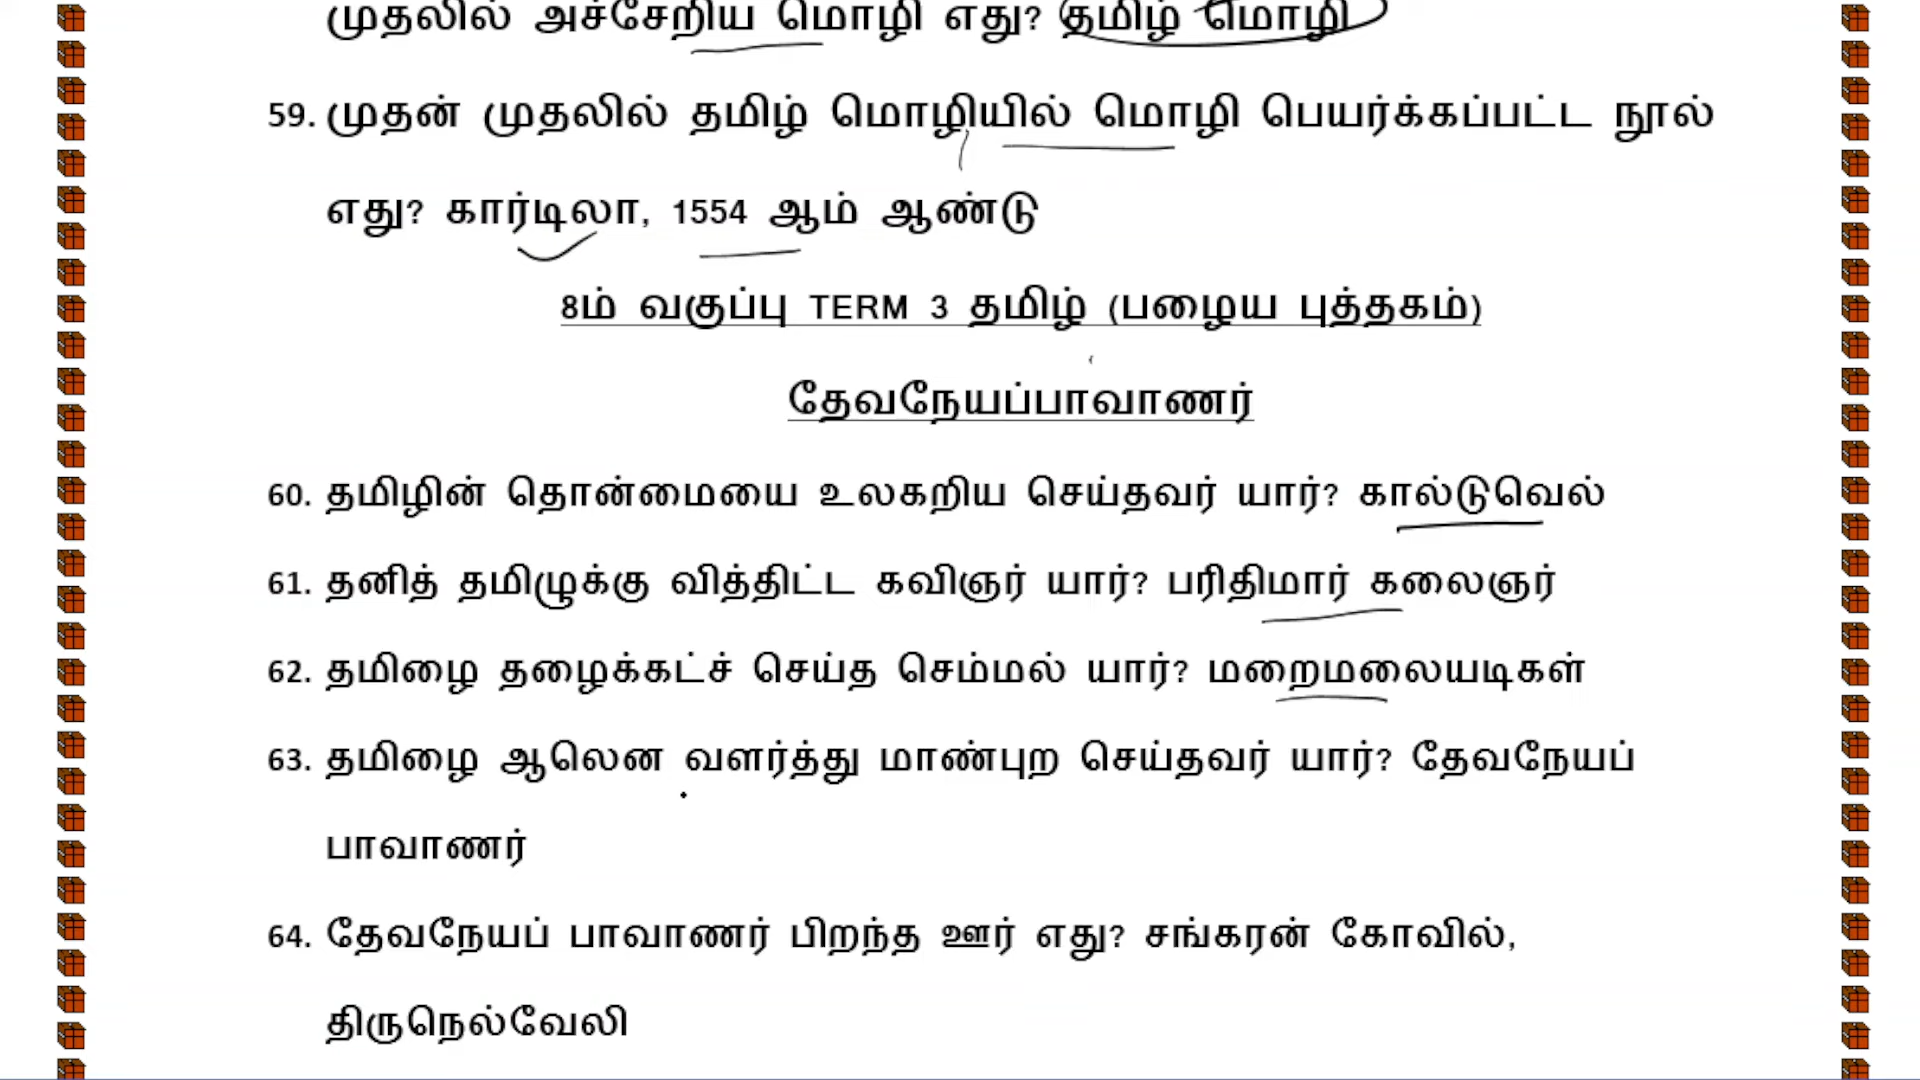 முதலில் அச்சேறிய மொழி எது? தமிழ் மொழி
59. முதன் முதலில் தமிழ் மொழியில் மொழி பெயர்க்கப்பட்ட நூல்
எது? கார்டிலா, 1554 ஆம் ஆண்டு
8ம் வகுப்பு TERM 3 தமிழ் (பழைய புத்தகம்)
தேவநேயப்பாவாணர்
60. தமிழின் தொன்மையை உலகறிய செய்தவர் யார்? கால்டுவெல்
61. தனித் தமிழுக்கு வித்திட்ட கவிஞர் யார்? பரிதிமார் கலைஞர்
62. தமிழை தழைக்கட்ச் செய்த செம்மல் யார்? மறைமலையடிகள்
63. தமிழை ஆலென வளர்த்து மாண்புற செய்தவர் யார்? தேவநேயப்
பாவாணர்
64. தேவநேயப் பாவாணர் பிறந்த ஊர் எது? சங்கரன் கோவில்,
திருநெல்வேலி